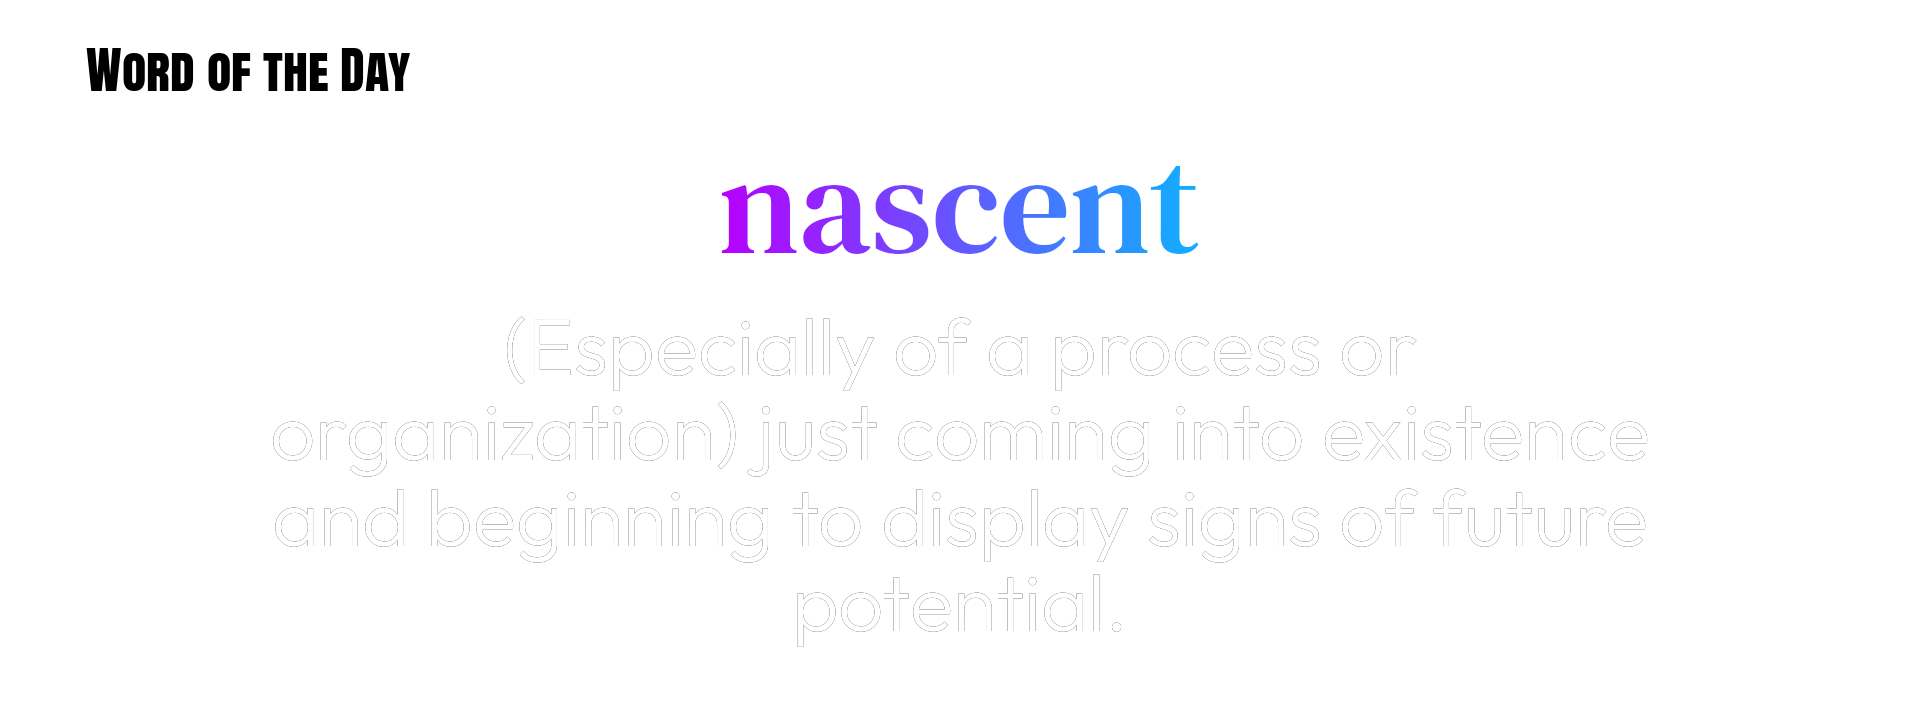 Word of the Day
nascent
(Especially of a process or
organization) just coming into existence
and beginning to display signs of future
potential.